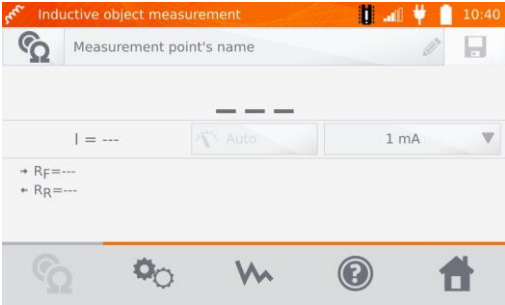 Inductive object measurement 10:40
Measurement point's name
---
I = --- Auto 1 mA
→ RF=---
← RR=---